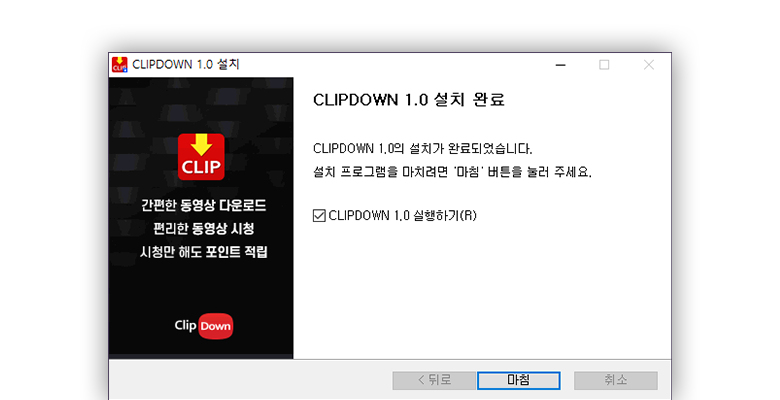 CLIPDOWN 1.0 설치
CLIP
CLIP
간편한 동영상 다운로드
편리한 동영상 시청
시청만 해도 포인트 적립
Clip Down
CLIPDOWN 1.0 설치 완료
CLIPDOWN 1.0의 설치가 완료되었습니다.
설치 프로그램을 마치려면 '마침' 버튼을 눌러 주세요.
CLIPDOWN 1.0 실행하기(R)
< 뒤로
마침
취소